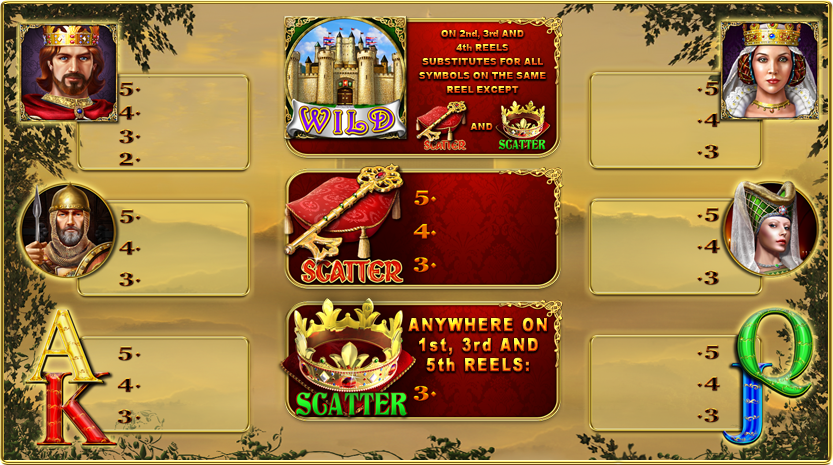 5-
4-
3-
2-
WILD
ON 2nd, 3rd AND
4th REELS
SUBSTITUTES FOR ALL
SYMBOLS ON THE SAME
REEL EXCEPT
SCATTER
AND
SCATTER
-5
-4
-3
5-
4-
3-
SCATTER
5-
4-
3-
-5
-4
-3
A
K
5-
4-
3-
SCATTER
ANYWHERE ON
1st, 3rd AND
5th REELS:
3-
-5
-4
-3
Q
J